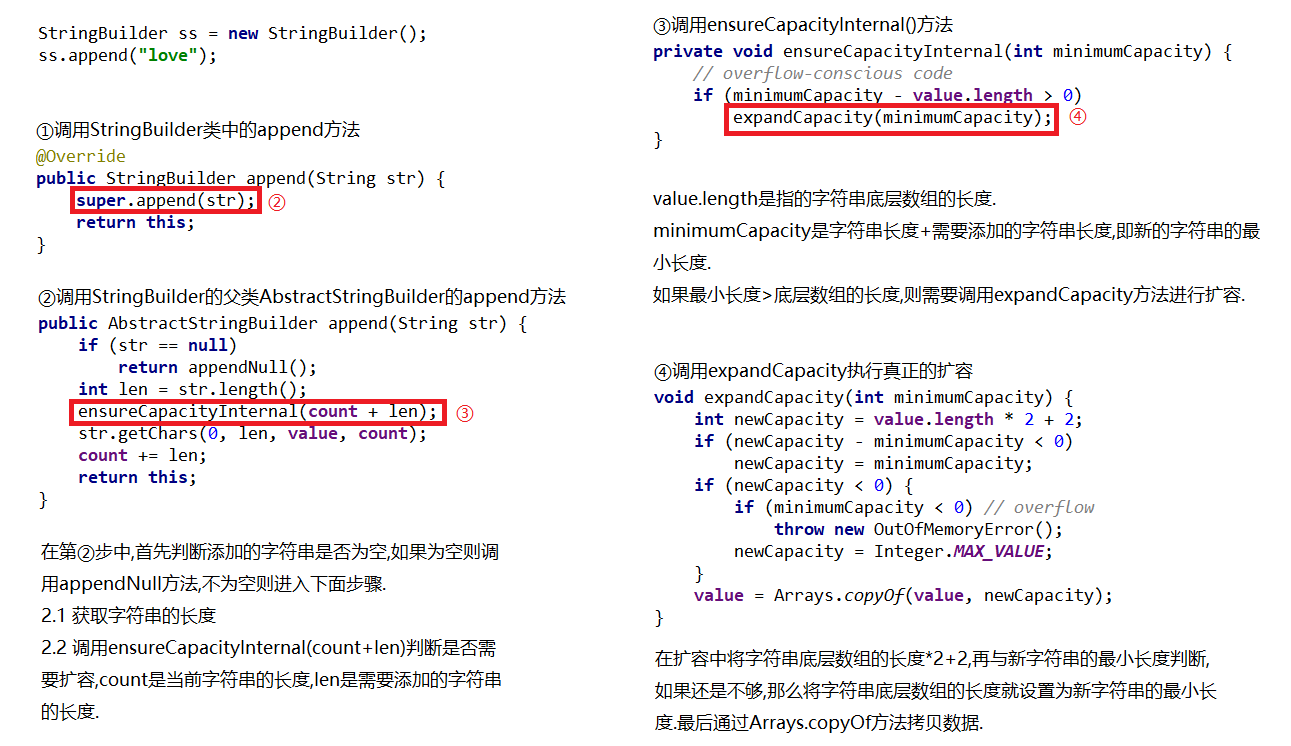 StringBuilder ss = new StringBuilder();
ss.append("love");
①调用StringBuilder类中的append方法
@Override
public StringBuilder append(String str) {
super.append(str); ②
return this;
}
②调用StringBuilder的父类AbstractStringBuilder的append方法
public AbstractStringBuilder append(String str) {
if (str == null)
return appendNull();
int len = str.length();
ensureCapacityInternal(count + len); ③
str.getChars(0, len, value, count);
count += len;
return this;
}
在第②步中,首先判断添加的字符串是否为空,如果为空则调
用appendNull方法,不为空则进入下面步骤.
2.1 获取字符串的长度
2.2 调用ensureCapacityInternal(count+len)判断是否需
要扩容,count是当前字符串的长度,len是需要添加的字符串
的长度.
③调用ensureCapacityInternal()方法
private void ensureCapacityInternal(int minimumCapacity) {
// overflow-conscious code
if (minimumCapacity - value.length > 0)
expandCapacity(minimumCapacity); ④
}
value.length是指的字符串底层数组的长度.
minimumCapacity是字符串长度+需要添加的字符串长度,即新的字符串的最
小长度.
如果最小长度>底层数组的长度,则需要调用expandCapacity方法进行扩容.
④调用expandCapacity执行真正的扩容
void expandCapacity(int minimumCapacity) {
int newCapacity = value.length * 2 + 2;
if (newCapacity - minimumCapacity < 0)
newCapacity = minimumCapacity;
if (newCapacity < 0) {
if (minimumCapacity < 0) // overflow
throw new OutOfMemoryError();
newCapacity = Integer.MAX_VALUE;
}
value = Arrays.copyOf(value, newCapacity);
}
在扩容中将字符串底层数组的长度*2+2,再与新字符串的最小长度判断,
如果还是不够,那么将字符串底层数组的长度就设置为新字符串的最小长
度.最后通过Arrays.copyOf方法拷贝数据.